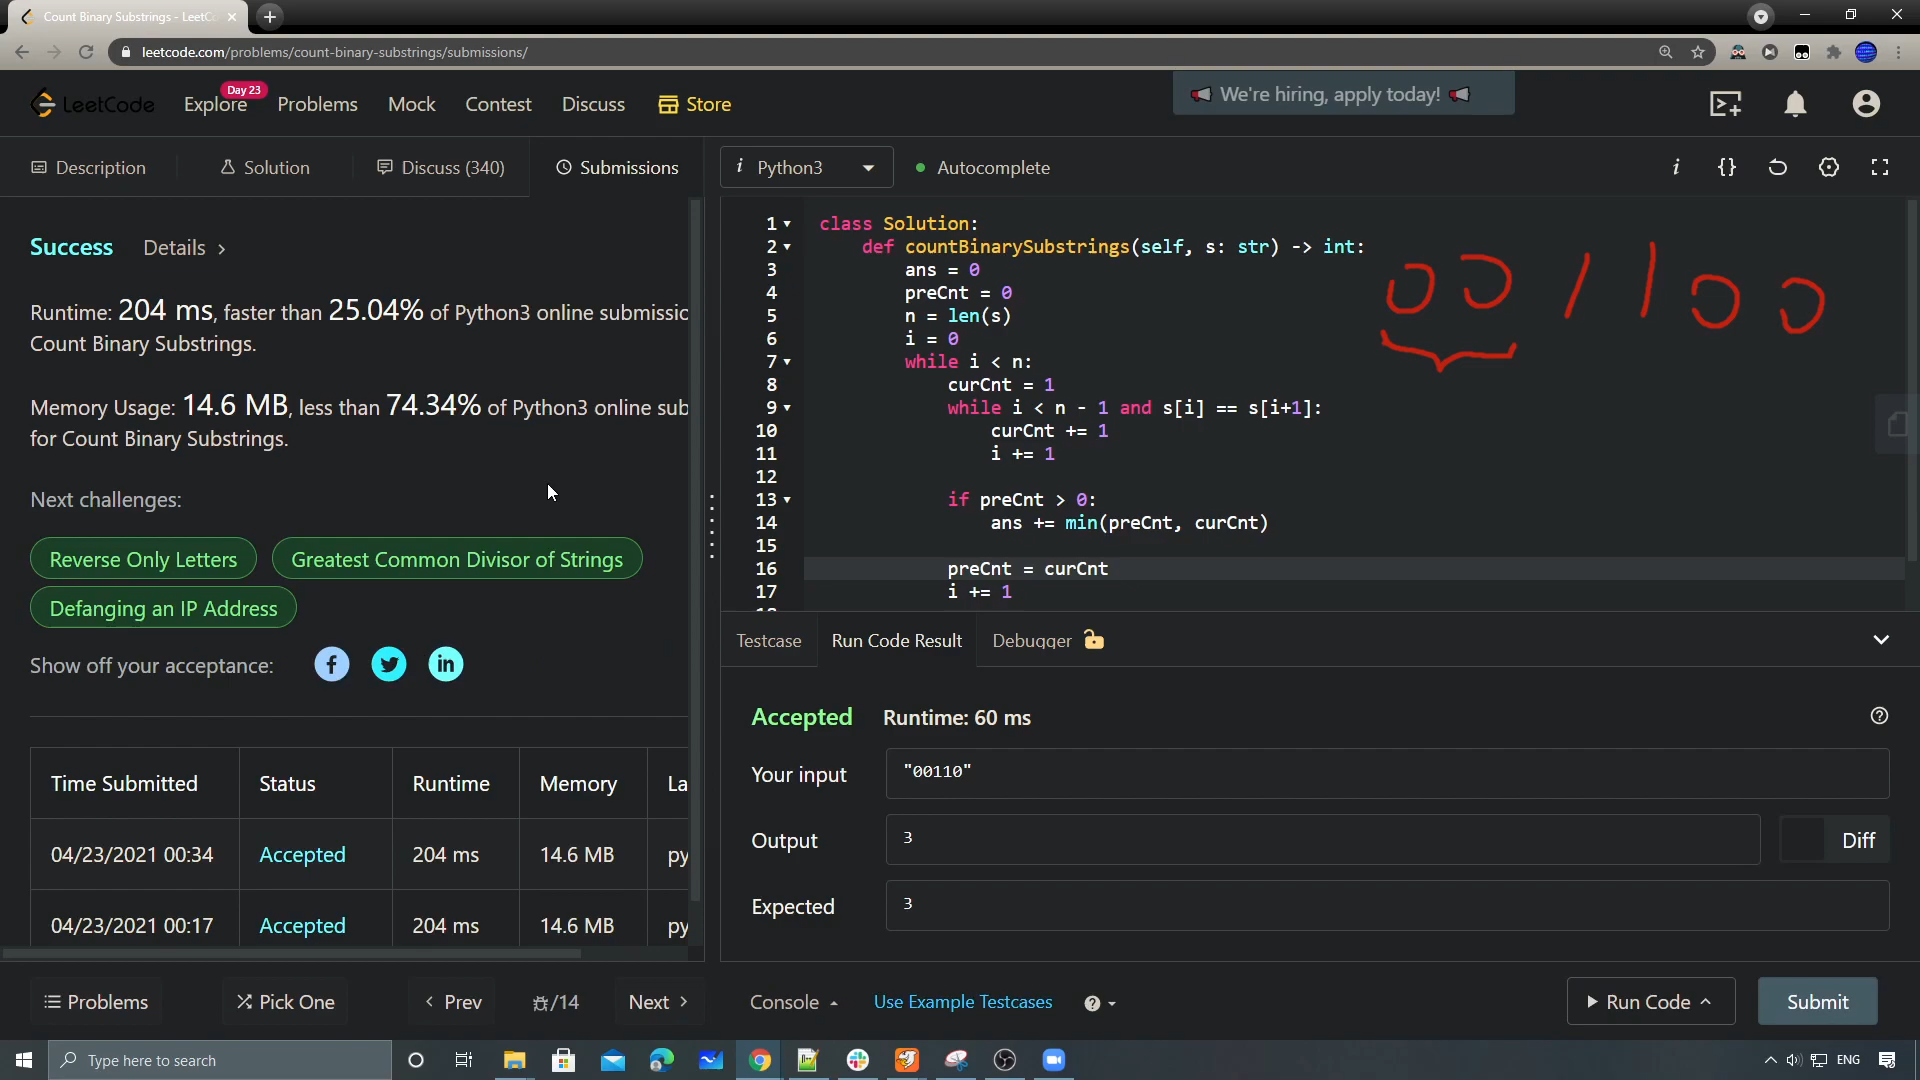 Count Binary Substrings - LeetC
leetcode.com/problems/count-binary-substrings/submissions/
LeetCode
Explore
Day 23
Problems
Mock
Contest
Discuss
Store
We're hiring, apply today!
Description
Solution
Discuss (340)
Submissions
i Python3
Autocomplete
i
{}
Success
Details >
Runtime: 204 ms, faster than 25.04% of Python3 online submissic
Count Binary Substrings.
Memory Usage: 14.6 MB, less than 74.34% of Python3 online sub
for Count Binary Substrings.
Next challenges:
Reverse Only Letters
Greatest Common Divisor of Strings
Defanging an IP Address
Show off your acceptance:
Time Submitted Status Runtime Memory La
04/23/2021 00:34 Accepted 204 ms 14.6 MB py
04/23/2021 00:17 Accepted 204 ms 14.6 MB py
1 class Solution:
2 def countBinarySubstrings(self, s: str) -> int:
3 ans = 0
4 preCnt = 0
5 n = len(s)
6 i = 0
7 while i < n:
8 curCnt = 1
9 while i < n - 1 and s[i] == s[i+1]:
10 curCnt += 1
11 i += 1
12
13 if preCnt > 0:
14 ans += min(preCnt, curCnt)
15
16 preCnt = curCnt
17 i += 1
0 0 1 1 0 0
Testcase
Run Code Result
Debugger
Accepted
Runtime: 60 ms
Your input
"00110"
Output
3
Diff
Expected
3
Problems
Pick One
< Prev
/14
Next >
Console
Use Example Testcases
Run Code
Submit
Type here to search
ENG